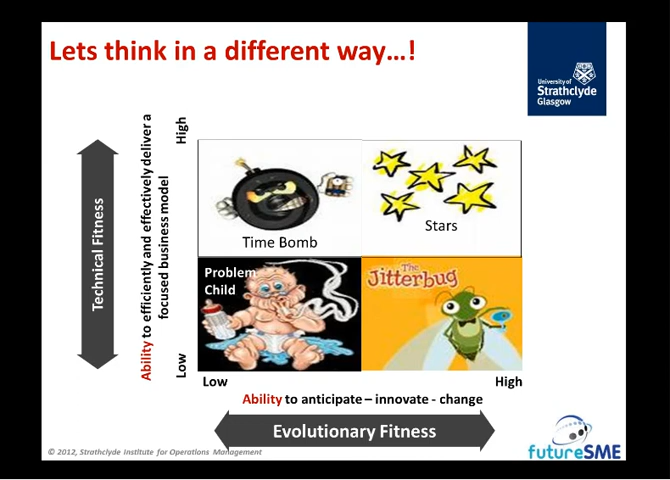 Lets think in a different way...!
University of
Strathclyde
Glasgow
High
Ability to efficiently and effectively deliver a
focused business model
Technical Fitness
Low
Time Bomb
Stars
Problem
Child
The
Jitterbug
Low
High
Ability to anticipate – innovate - change
Evolutionary Fitness
© 2012, Strathclyde Institute for Operations Management
futureSME